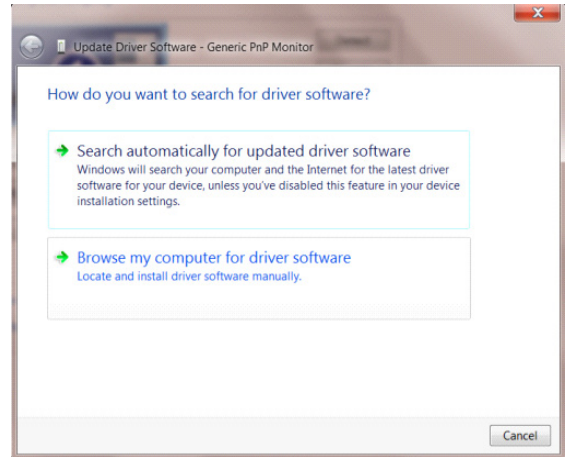 Update Driver Software - Generic PnP Monitor
How do you want to search for driver software?
Search automatically for updated driver software
Windows will search your computer and the Internet for the latest driver
software for your device, unless you've disabled this feature in your device
installation settings.
Browse my computer for driver software
Locate and install driver software manually.
Cancel